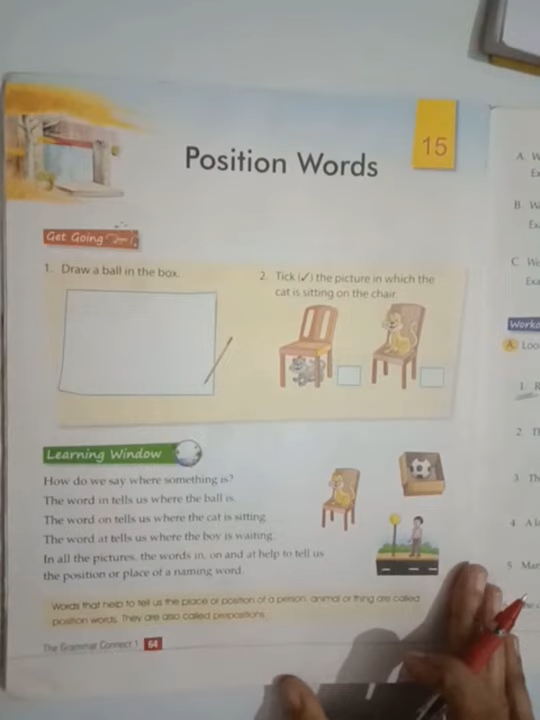 15
Position Words
Get Going
1. Draw a ball in the box.
2. Tick (✓) the picture in which the
cat is sitting on the chair.
Learning Window
How do we say where something is?
The word in tells us where the ball is.
The word on tells us where the cat is sitting.
The word at tells us where the boy is waiting.
In all the pictures, the words in, on and at help to tell us
the position or place of a naming word.
Words that help to tell us the place or position of a person, animal or thing are called
position words. They are also called prepositions.
The Grammar Connect 1 64
A.
B.
C.
A.
1.
2.
3.
4.
5.